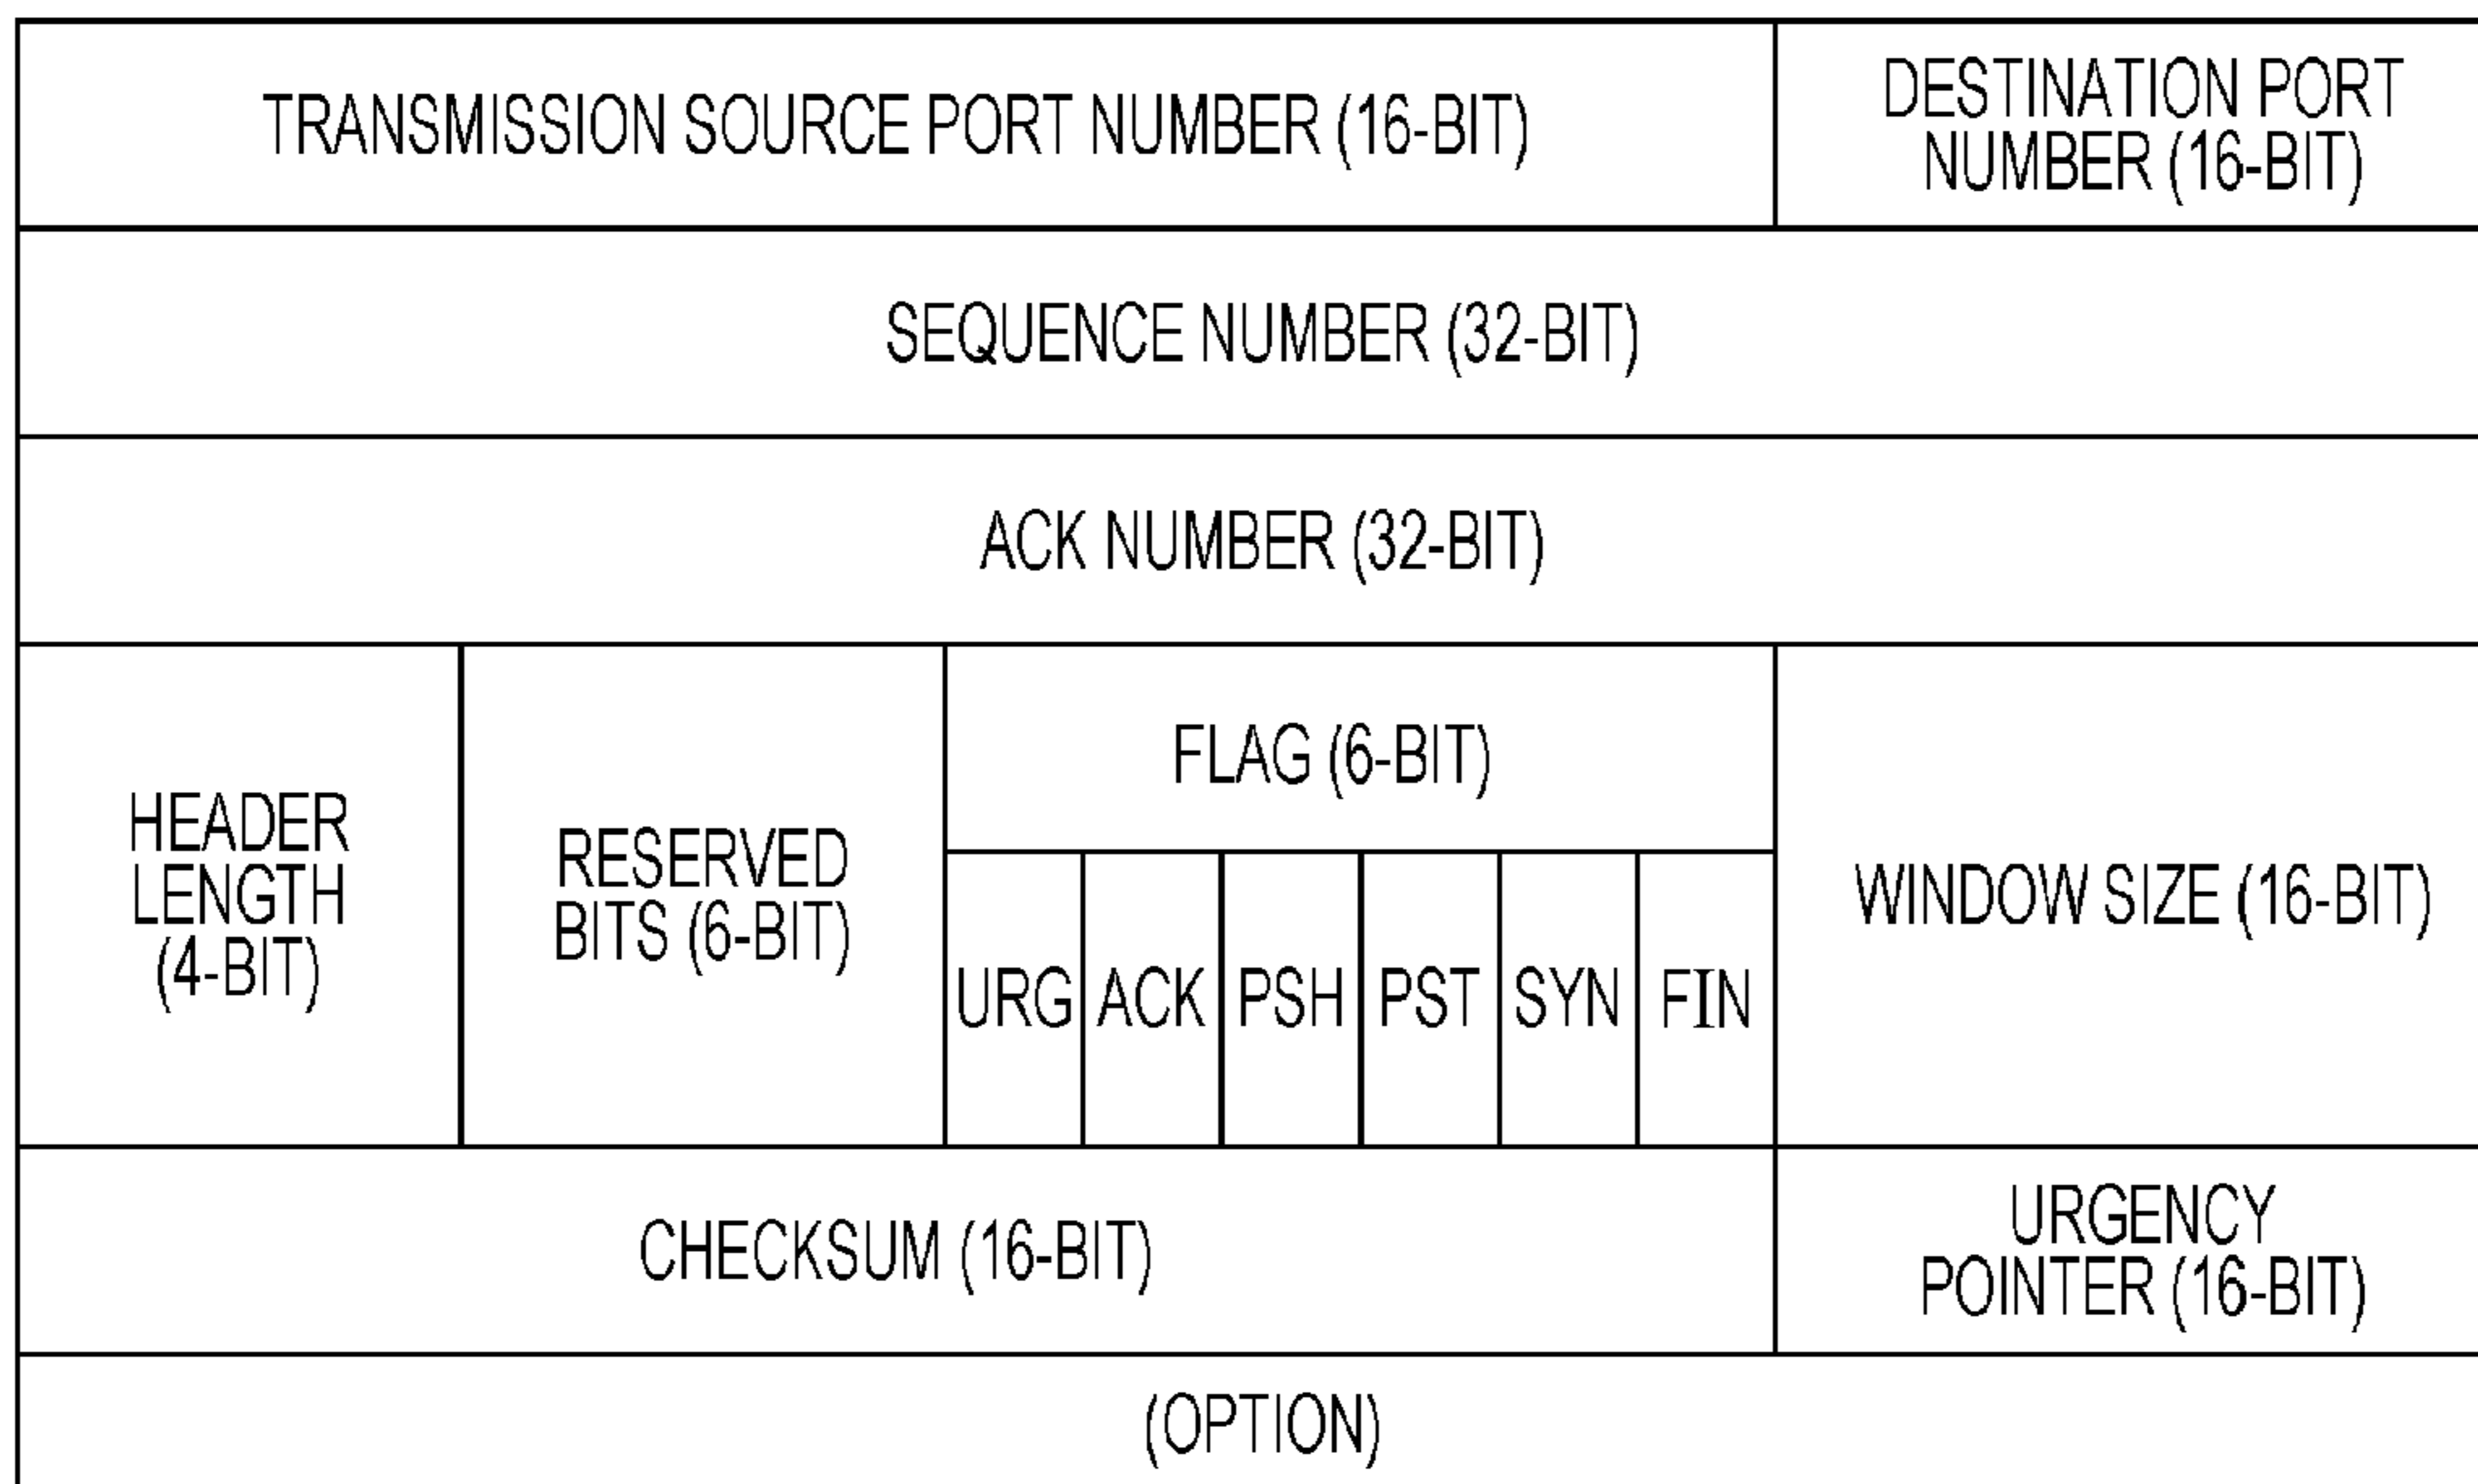 TRANSMISSION SOURCE PORT NUMBER (16-BIT)
DESTINATION PORT
NUMBER (16-BIT)
SEQUENCE NUMBER (32-BIT)
ACK NUMBER (32-BIT)
HEADER
LENGTH
(4-BIT)
RESERVED
BITS (6-BIT)
FLAG (6-BIT)
URG
ACK
PSH
PST
SYN
FIN
WINDOW SIZE (16-BIT)
CHECKSUM (16-BIT)
URGENCY
POINTER (16-BIT)
(OPTION)